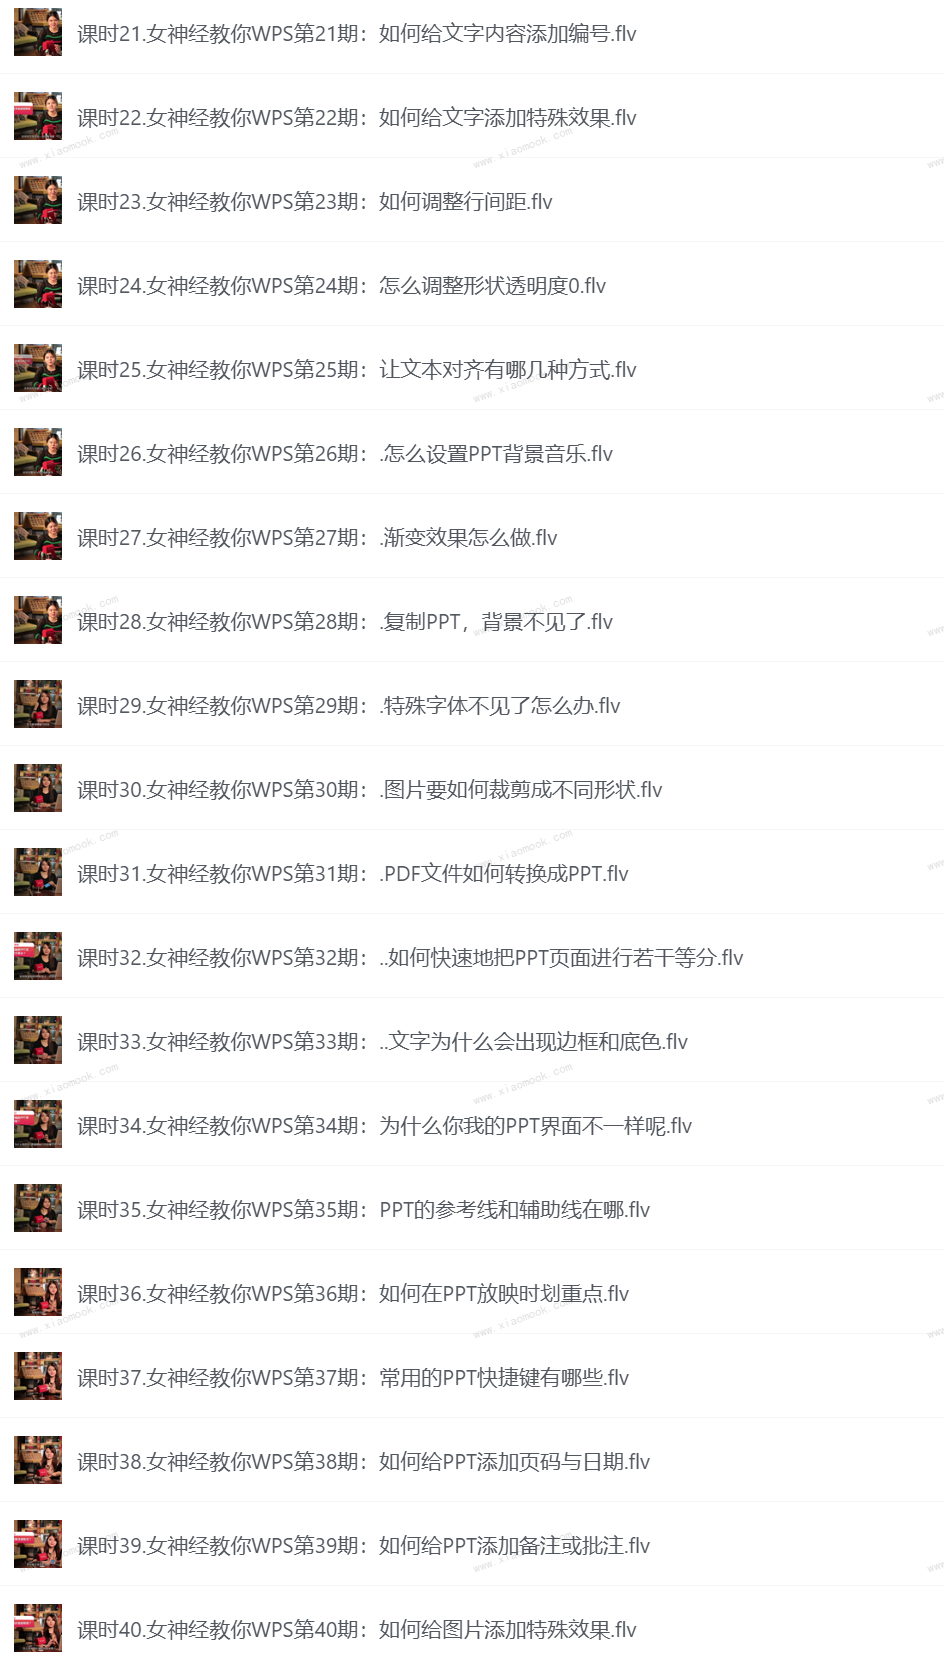 课时21.女神经教你WPS第21期：如何给文字内容添加编号.flv
课时22.女神经教你WPS第22期：如何给文字添加特殊效果.flv
www.xiaomook.com
www.xiaomook.com
课时23.女神经教你WPS第23期：如何调整行间距.flv
课时24.女神经教你WPS第24期：怎么调整形状透明度0.flv
课时25.女神经教你WPS第25期：让文本对齐有哪几种方式.flv
www.xiaomook.com
课时26.女神经教你WPS第26期：.怎么设置PPT背景音乐.flv
课时27.女神经教你WPS第27期：.渐变效果怎么做.flv
课时28.女神经教你WPS第28期：.复制PPT，背景不见了.flv
www.xiaomook.com
课时29.女神经教你WPS第29期：.特殊字体不见了怎么办.flv
课时30.女神经教你WPS第30期：.图片要如何裁剪成不同形状.flv
课时31.女神经教你WPS第31期：.PDF文件如何转换成PPT.flv
www.xiaomook.com
课时32.女神经教你WPS第32期：..如何快速地把PPT页面进行若干等分.flv
课时33.女神经教你WPS第33期：..文字为什么会出现边框和底色.flv
www.xiaomook.com
www.xiaomook.com
课时34.女神经教你WPS第34期：为什么你我的PPT界面不一样呢.flv
课时35.女神经教你WPS第35期：PPT的参考线和辅助线在哪.flv
课时36.女神经教你WPS第36期：如何在PPT放映时划重点.flv
www.xiaomook.com
www.xiaomook.com
课时37.女神经教你WPS第37期：常用的PPT快捷键有哪些.flv
课时38.女神经教你WPS第38期：如何给PPT添加页码与日期.flv
课时39.女神经教你WPS第39期：如何给PPT添加备注或批注.flv
www.xiaomook.com
课时40.女神经教你WPS第40期：如何给图片添加特殊效果.flv